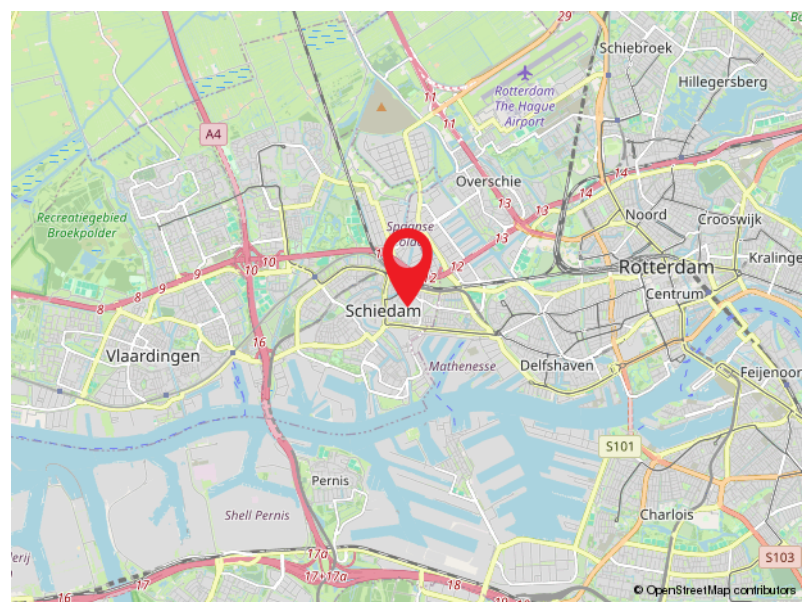 29
Schiebroek
Hillegersberg
Rotterdam
The Hague
Airport
11
11
A4
14
Overschie
14
13
Noord
Crooswijk
Recreatiegebied
Broekpolder
Spaanse
13
Kralinge
10
10
12
12
Rotterdam
9
9
8
8
Centrum
Schiedam
16
Vlaardingen
Mathenesse
Delfshaven
Feijenoor
S101
Pernis
Shell Pernis
Charlois
17a
S103
17+17a
17
18
19
16
© OpenStreetMap contributors